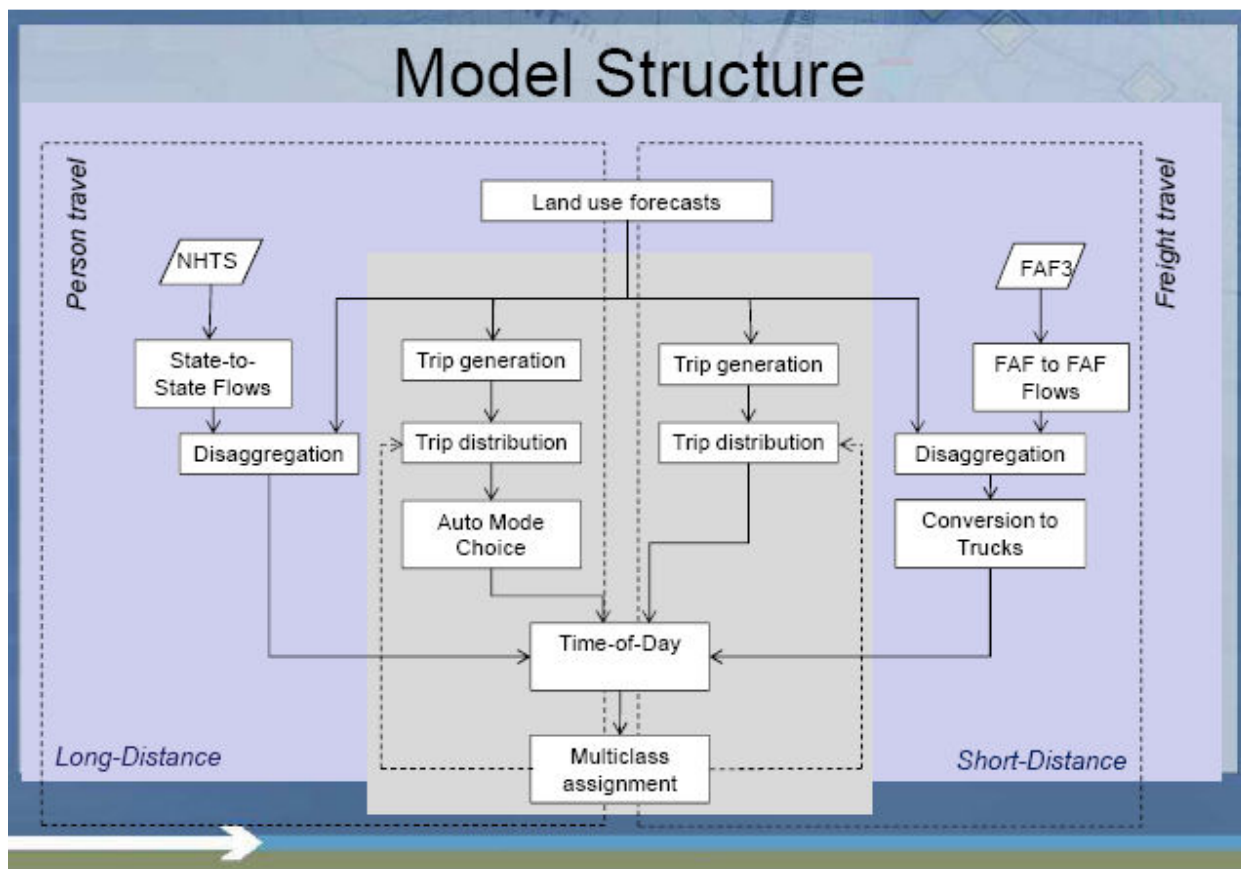 Model Structure
Person travel
Freight travel
Land use forecasts
NHTS
FAF3
State-to-
State Flows
Trip generation
Trip generation
FAF to FAF
Flows
Disaggregation
Trip distribution
Trip distribution
Disaggregation
Auto Mode
Choice
Conversion to
Trucks
Time-of-Day
Long-Distance
Multiclass
assignment
Short-Distance